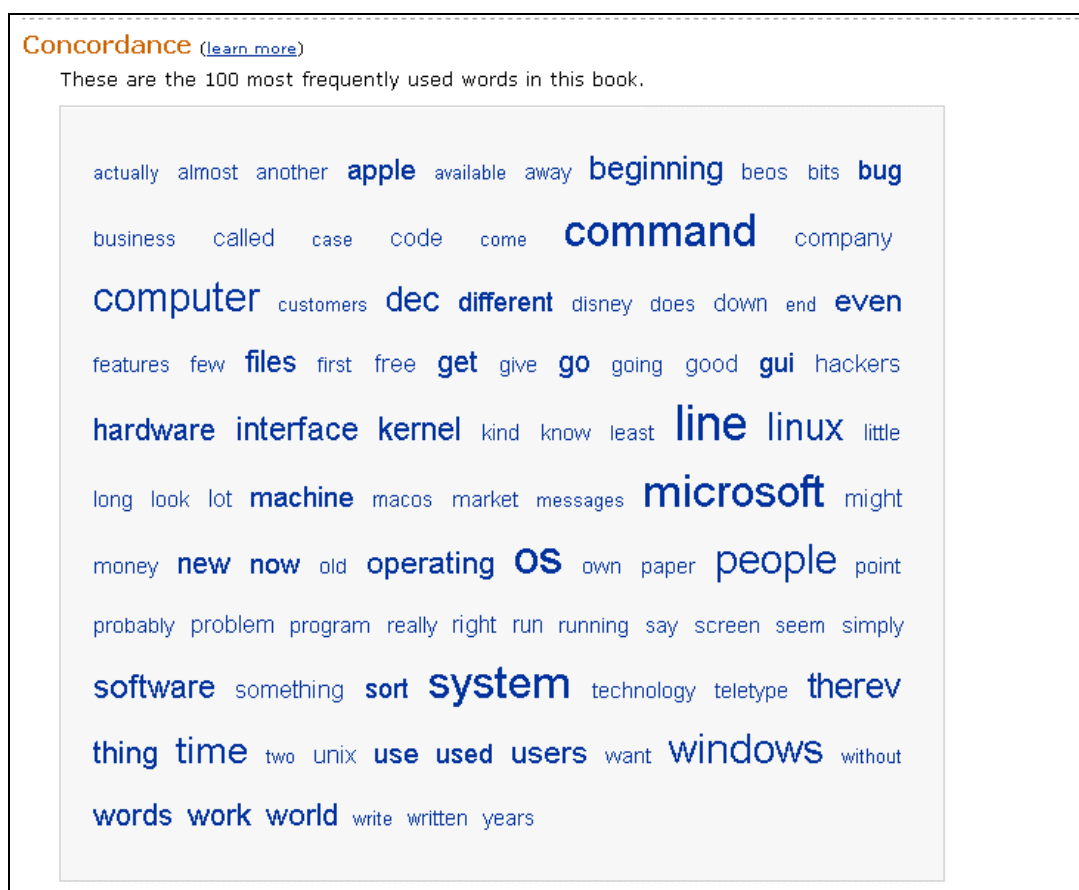 Concordance (learn more)
These are the 100 most frequently used words in this book.
actually almost another apple available away beginning beos bits bug
business called case code come command company
computer customers dec different disney does down end even
features few files first free get give go going good gui hackers
hardware interface kernel kind know least line linux little
long look lot machine macos market messages microsoft might
money new now old operating os own paper people point
probably problem program really right run running say screen seem simply
software something sort system technology teletype therev
thing time two unix use used users want windows without
words work world write written years